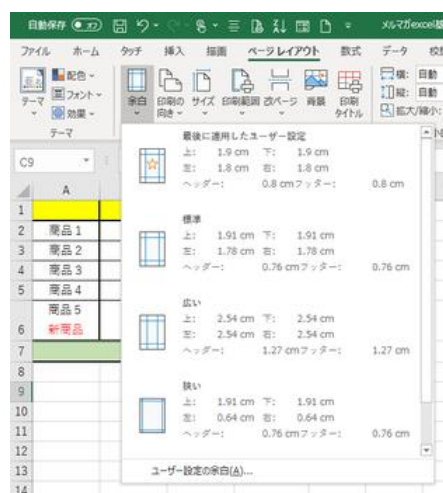 自動保存 オフ メルマガexcel基
ファイル ホーム タッチ 挿入 描画 ページ レイアウト 数式 データ 校
配色 フォント 効果 テーマ 余白 印刷の向き サイズ 印刷範囲 改ページ 背景 印刷タイトル 横: 自動 縦: 自動 拡大/縮小:
テーマ
C9
A
最後に適用したユーザー設定
上: 1.9 cm 下: 1.9 cm
左: 1.8 cm 右: 1.8 cm
ヘッダー: 0.8 cm フッター: 0.8 cm
標準
上: 1.91 cm 下: 1.91 cm
左: 1.78 cm 右: 1.78 cm
ヘッダー: 0.76 cm フッター: 0.76 cm
広い
上: 2.54 cm 下: 2.54 cm
左: 2.54 cm 右: 2.54 cm
ヘッダー: 1.27 cm フッター: 1.27 cm
狭い
上: 1.91 cm 下: 1.91 cm
左: 0.64 cm 右: 0.64 cm
ヘッダー: 0.76 cm フッター: 0.76 cm
ユーザー設定の余白(A)...
1
2 商品 1
3 商品 2
4 商品 3
5 商品 4
商品 5
6 新商品
7
8
9
10
11
12
13
14